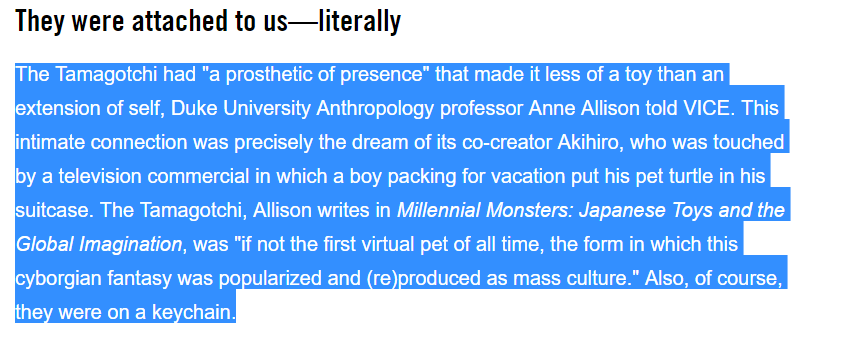 They were attached to us—literally
The Tamagotchi had "a prosthetic of presence" that made it less of a toy than an
extension of self, Duke University Anthropology professor Anne Allison told VICE. This
intimate connection was precisely the dream of its co-creator Akihiro, who was touched
by a television commercial in which a boy packing for vacation put his pet turtle in his
suitcase. The Tamagotchi, Allison writes in Millennial Monsters: Japanese Toys and the
Global Imagination, was "if not the first virtual pet of all time, the form in which this
cyborgian fantasy was popularized and (re)produced as mass culture." Also, of course,
they were on a keychain.